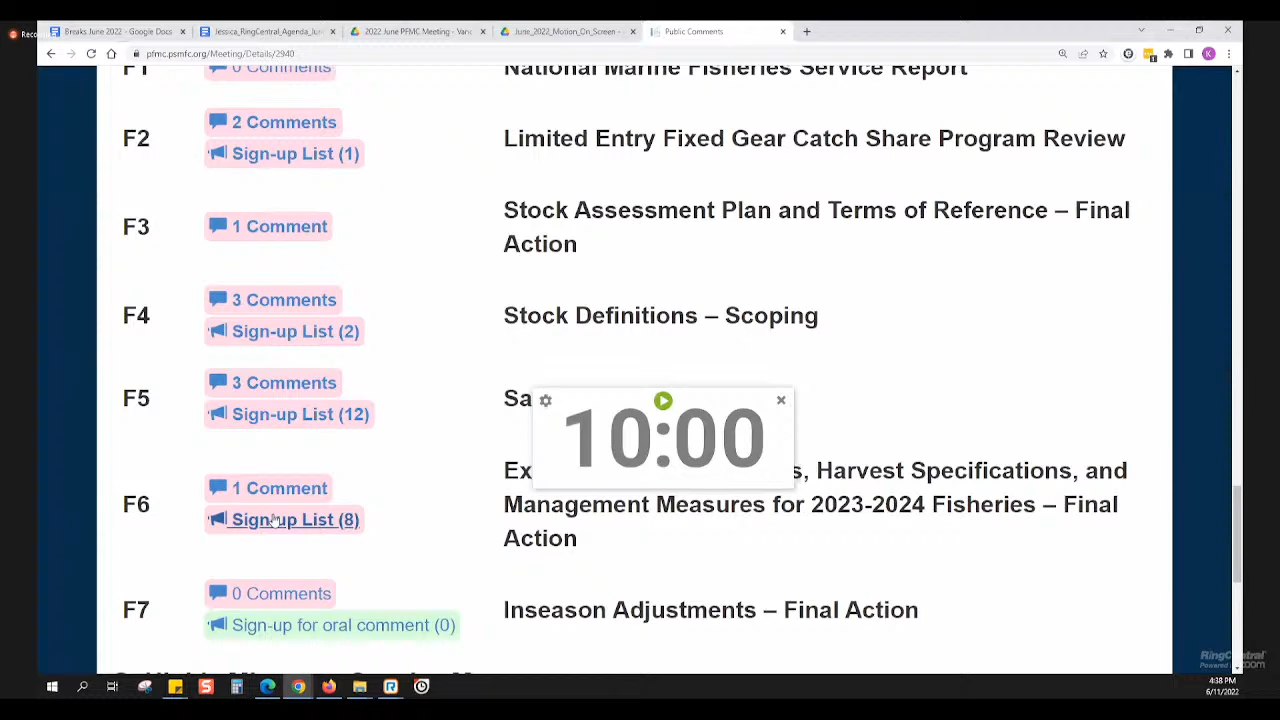 Breaks June 2022 - Google Docs
Jessica_RingCentral_Agenda_Jun
2022 June PFMC Meeting - Vanc
June_2022_Motion_On_Screen -
Public Comments
pfmc.psmfc.org/Meeting/Details/2940
F1
0 Comments
National Marine Fisheries Service Report
F2
2 Comments
Sign-up List (1)
Limited Entry Fixed Gear Catch Share Program Review
F3
1 Comment
Stock Assessment Plan and Terms of Reference – Final
Action
F4
3 Comments
Sign-up List (2)
Stock Definitions – Scoping
F5
3 Comments
Sign-up List (12)
Sa
10:00
F6
1 Comment
Sign-up List (8)
Ex
s, Harvest Specifications, and
Management Measures for 2023-2024 Fisheries – Final
Action
F7
0 Comments
Sign-up for oral comment (0)
Inseason Adjustments – Final Action
RingCentral
4:38 PM
6/11/2022